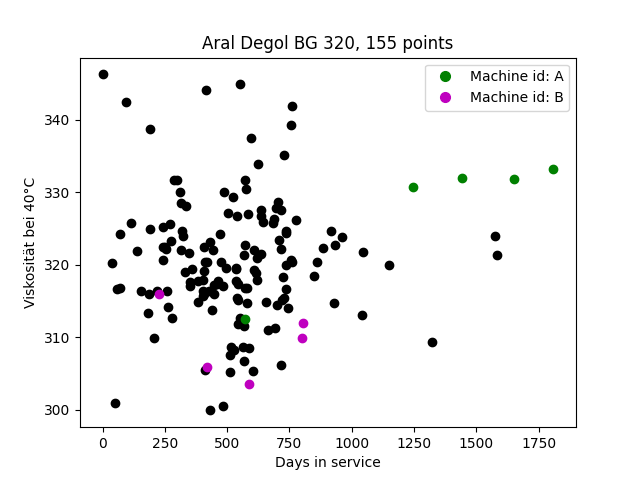 Aral Degol BG 320, 155 points
Machine id: A
Machine id: B
340
330
320
310
300
Viskosität bei 40°C
0 250 500 750 1000 1250 1500 1750
Days in service